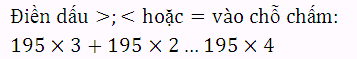 Điền dấu >; < hoặc = vào chỗ chấm:
195 × 3 + 195 × 2 ... 195 × 4